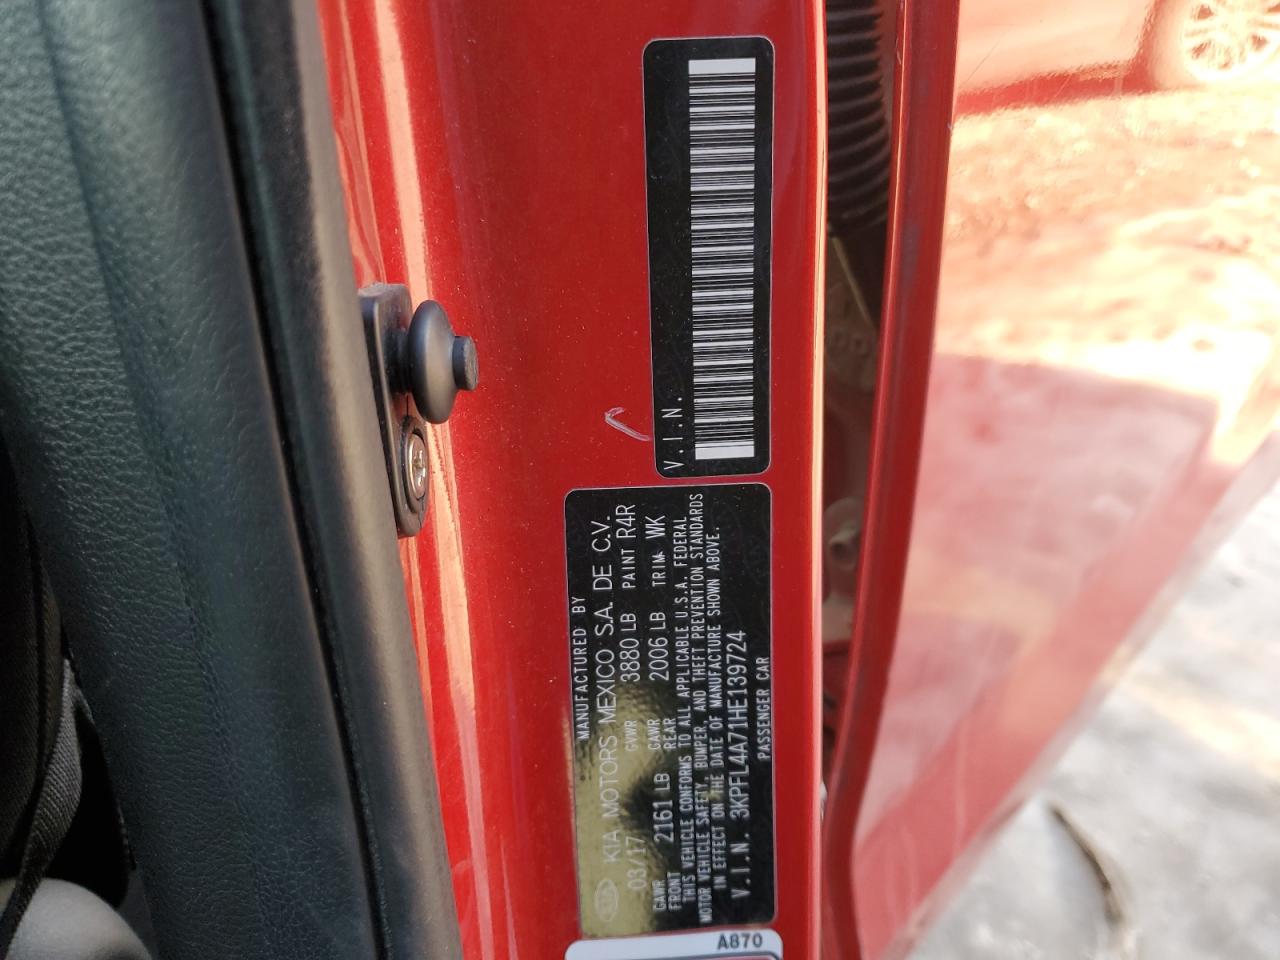 V.I.N.
MANUFACTURED BY
KIA MOTORS MEXICO S.A. DE C.V.
03/17 GVWR 3880 LB PAINT R4R
GAWR FRONT 2161 LB GAWR REAR 2006 LB TRIM WK
THIS VEHICLE CONFORMS TO ALL APPLICABLE U.S.A. FEDERAL
MOTOR VEHICLE SAFETY, BUMPER, AND THEFT PREVENTION STANDARDS
IN EFFECT ON THE DATE OF MANUFACTURE SHOWN ABOVE.
V.I.N. 3KPFL4A71HE139724
PASSENGER CAR
A870